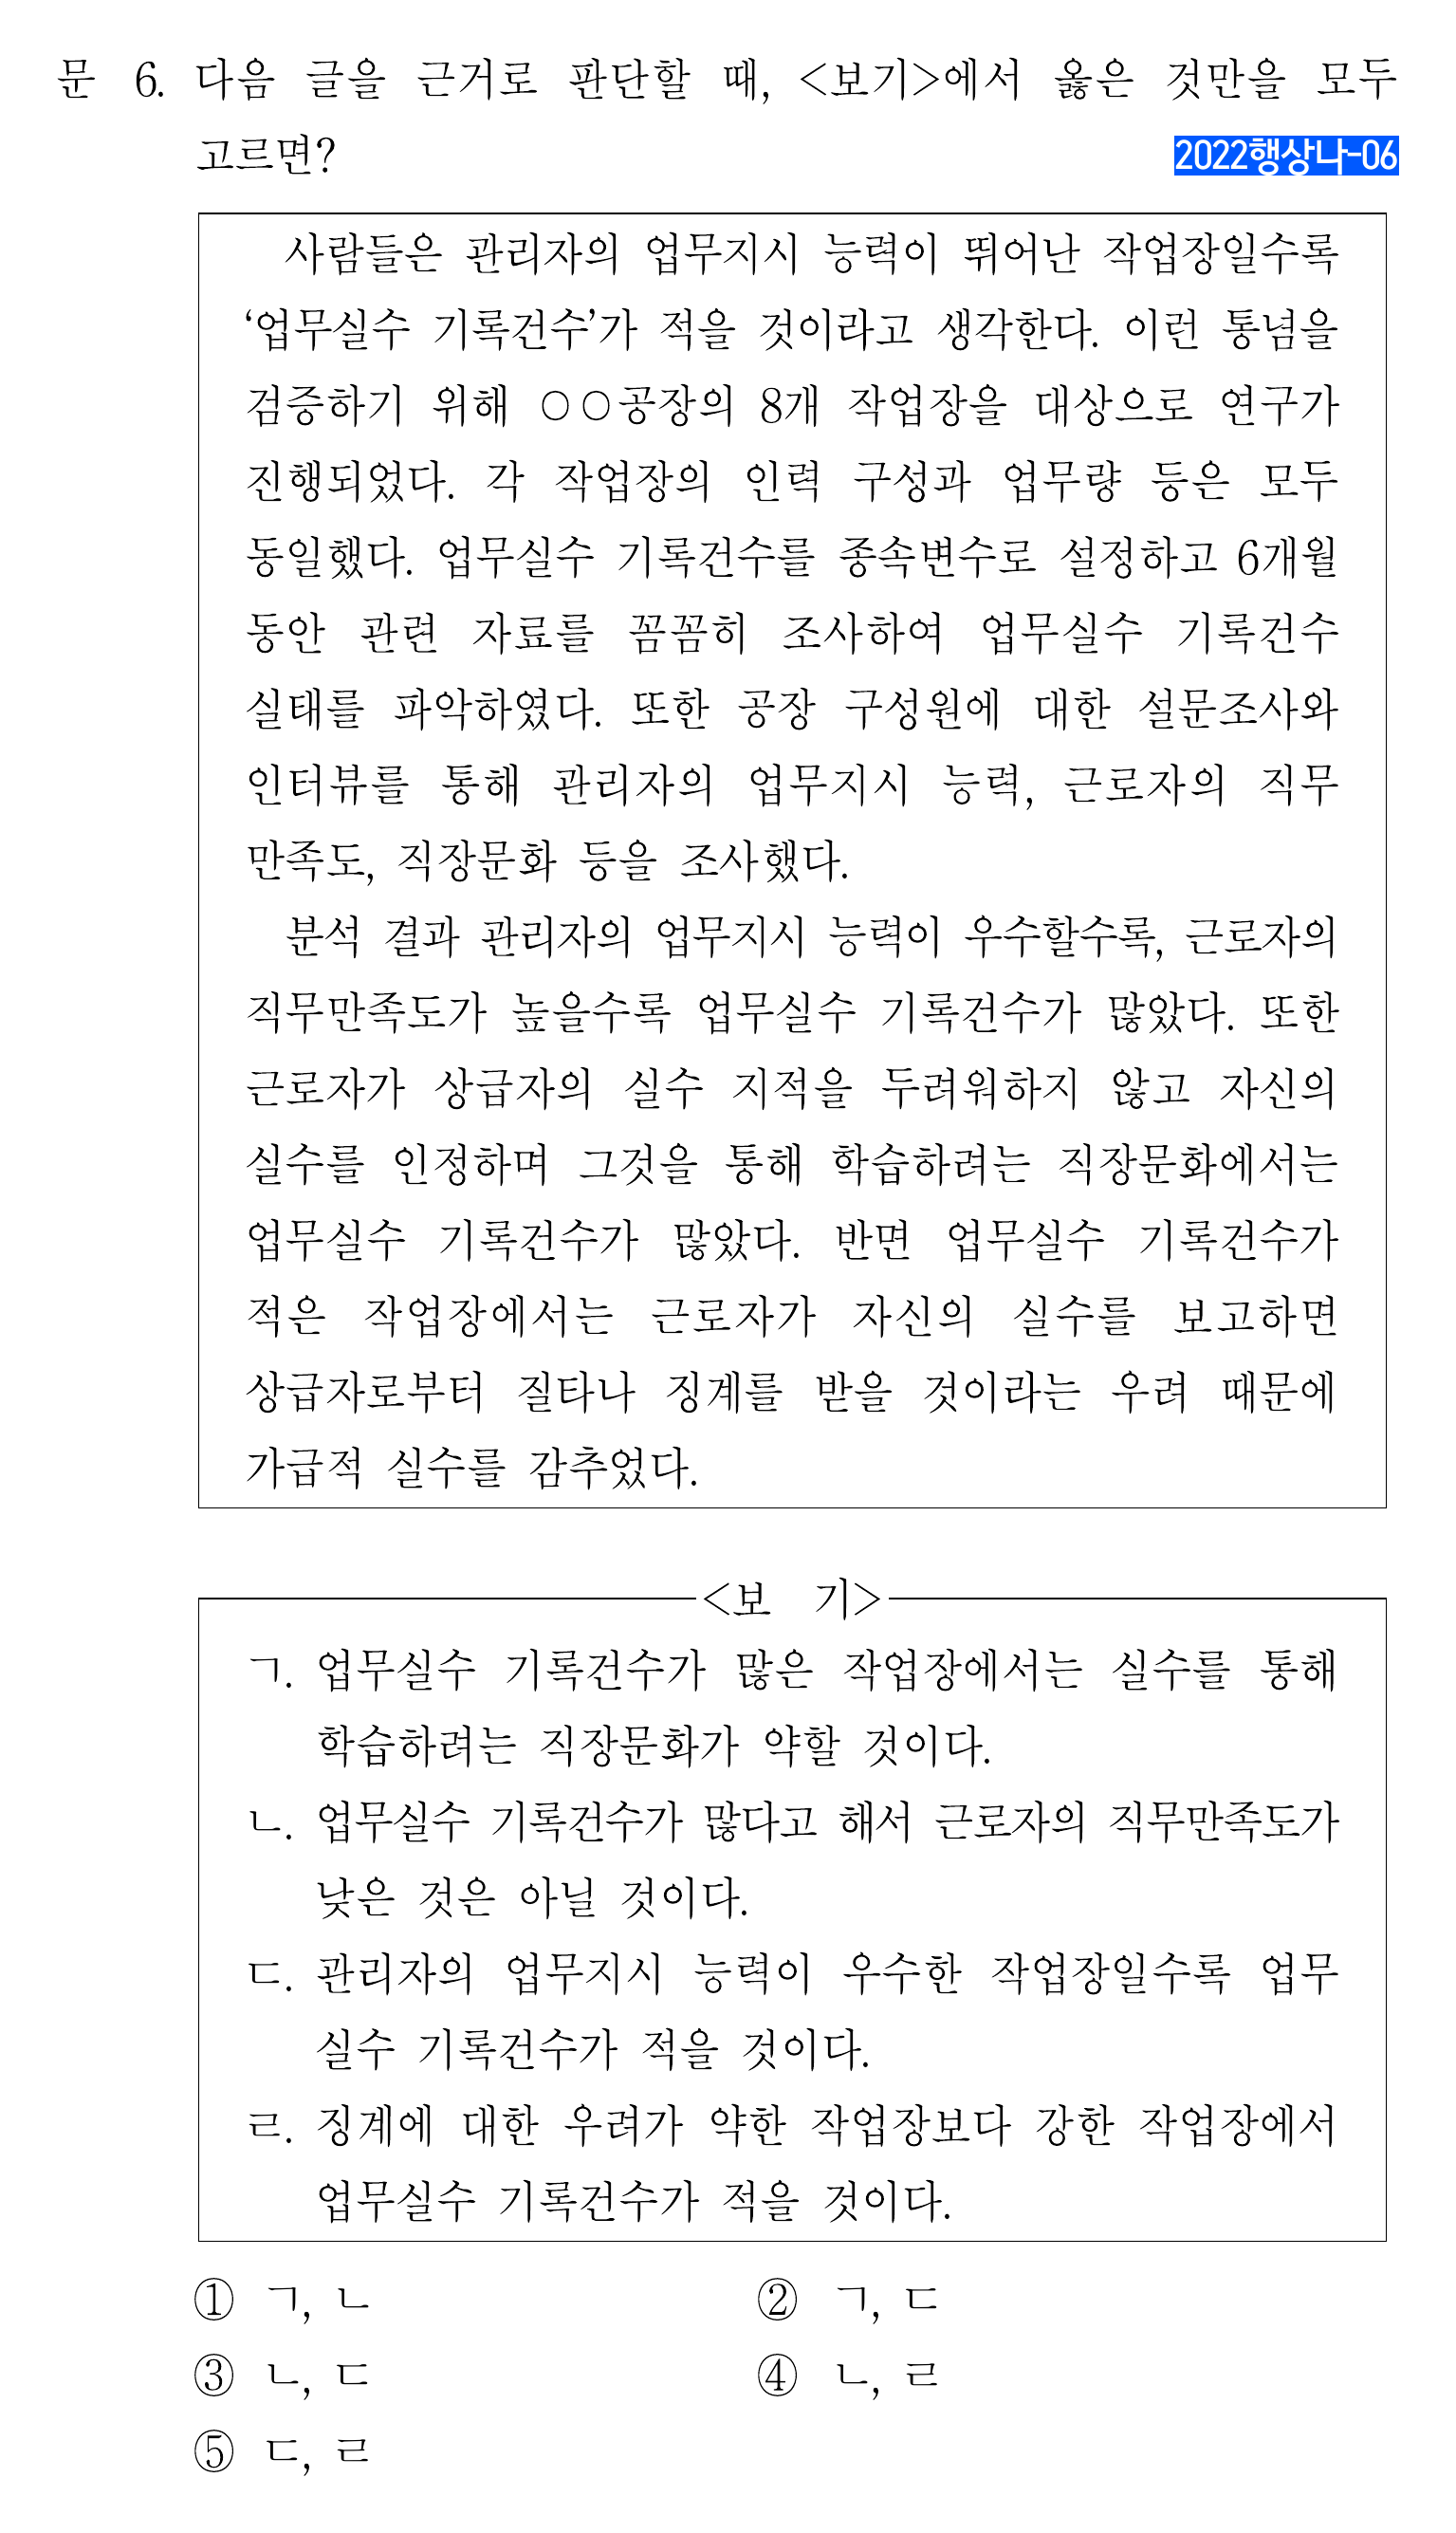 문 6. 다음 글을 근거로 판단할 때, <보기>에서 옳은 것만을 모두
고르면?
2022행상나-06
사람들은 관리자의 업무지시 능력이 뛰어난 작업장일수록
‘업무실수 기록건수’가 적을 것이라고 생각한다. 이런 통념을
검증하기 위해 ○○공장의 8개 작업장을 대상으로 연구가
진행되었다. 각 작업장의 인력 구성과 업무량 등은 모두
동일했다. 업무실수 기록건수를 종속변수로 설정하고 6개월
동안 관련 자료를 꼼꼼히 조사하여 업무실수 기록건수
실태를 파악하였다. 또한 공장 구성원에 대한 설문조사와
인터뷰를 통해 관리자의 업무지시 능력, 근로자의 직무
만족도, 직장문화 등을 조사했다.
분석 결과 관리자의 업무지시 능력이 우수할수록, 근로자의
직무만족도가 높을수록 업무실수 기록건수가 많았다. 또한
근로자가 상급자의 실수 지적을 두려워하지 않고 자신의
실수를 인정하며 그것을 통해 학습하려는 직장문화에서는
업무실수 기록건수가 많았다. 반면 업무실수 기록건수가
적은 작업장에서는 근로자가 자신의 실수를 보고하면
상급자로부터 질타나 징계를 받을 것이라는 우려 때문에
가급적 실수를 감추었다.
<보 기>
ㄱ. 업무실수 기록건수가 많은 작업장에서는 실수를 통해
학습하려는 직장문화가 약할 것이다.
ㄴ. 업무실수 기록건수가 많다고 해서 근로자의 직무만족도가
낮은 것은 아닐 것이다.
ㄷ. 관리자의 업무지시 능력이 우수한 작업장일수록 업무
실수 기록건수가 적을 것이다.
ㄹ. 징계에 대한 우려가 약한 작업장보다 강한 작업장에서
업무실수 기록건수가 적을 것이다.
① ㄱ, ㄴ
② ㄱ, ㄷ
③ ㄴ, ㄷ
④ ㄴ, ㄹ
⑤ ㄷ, ㄹ